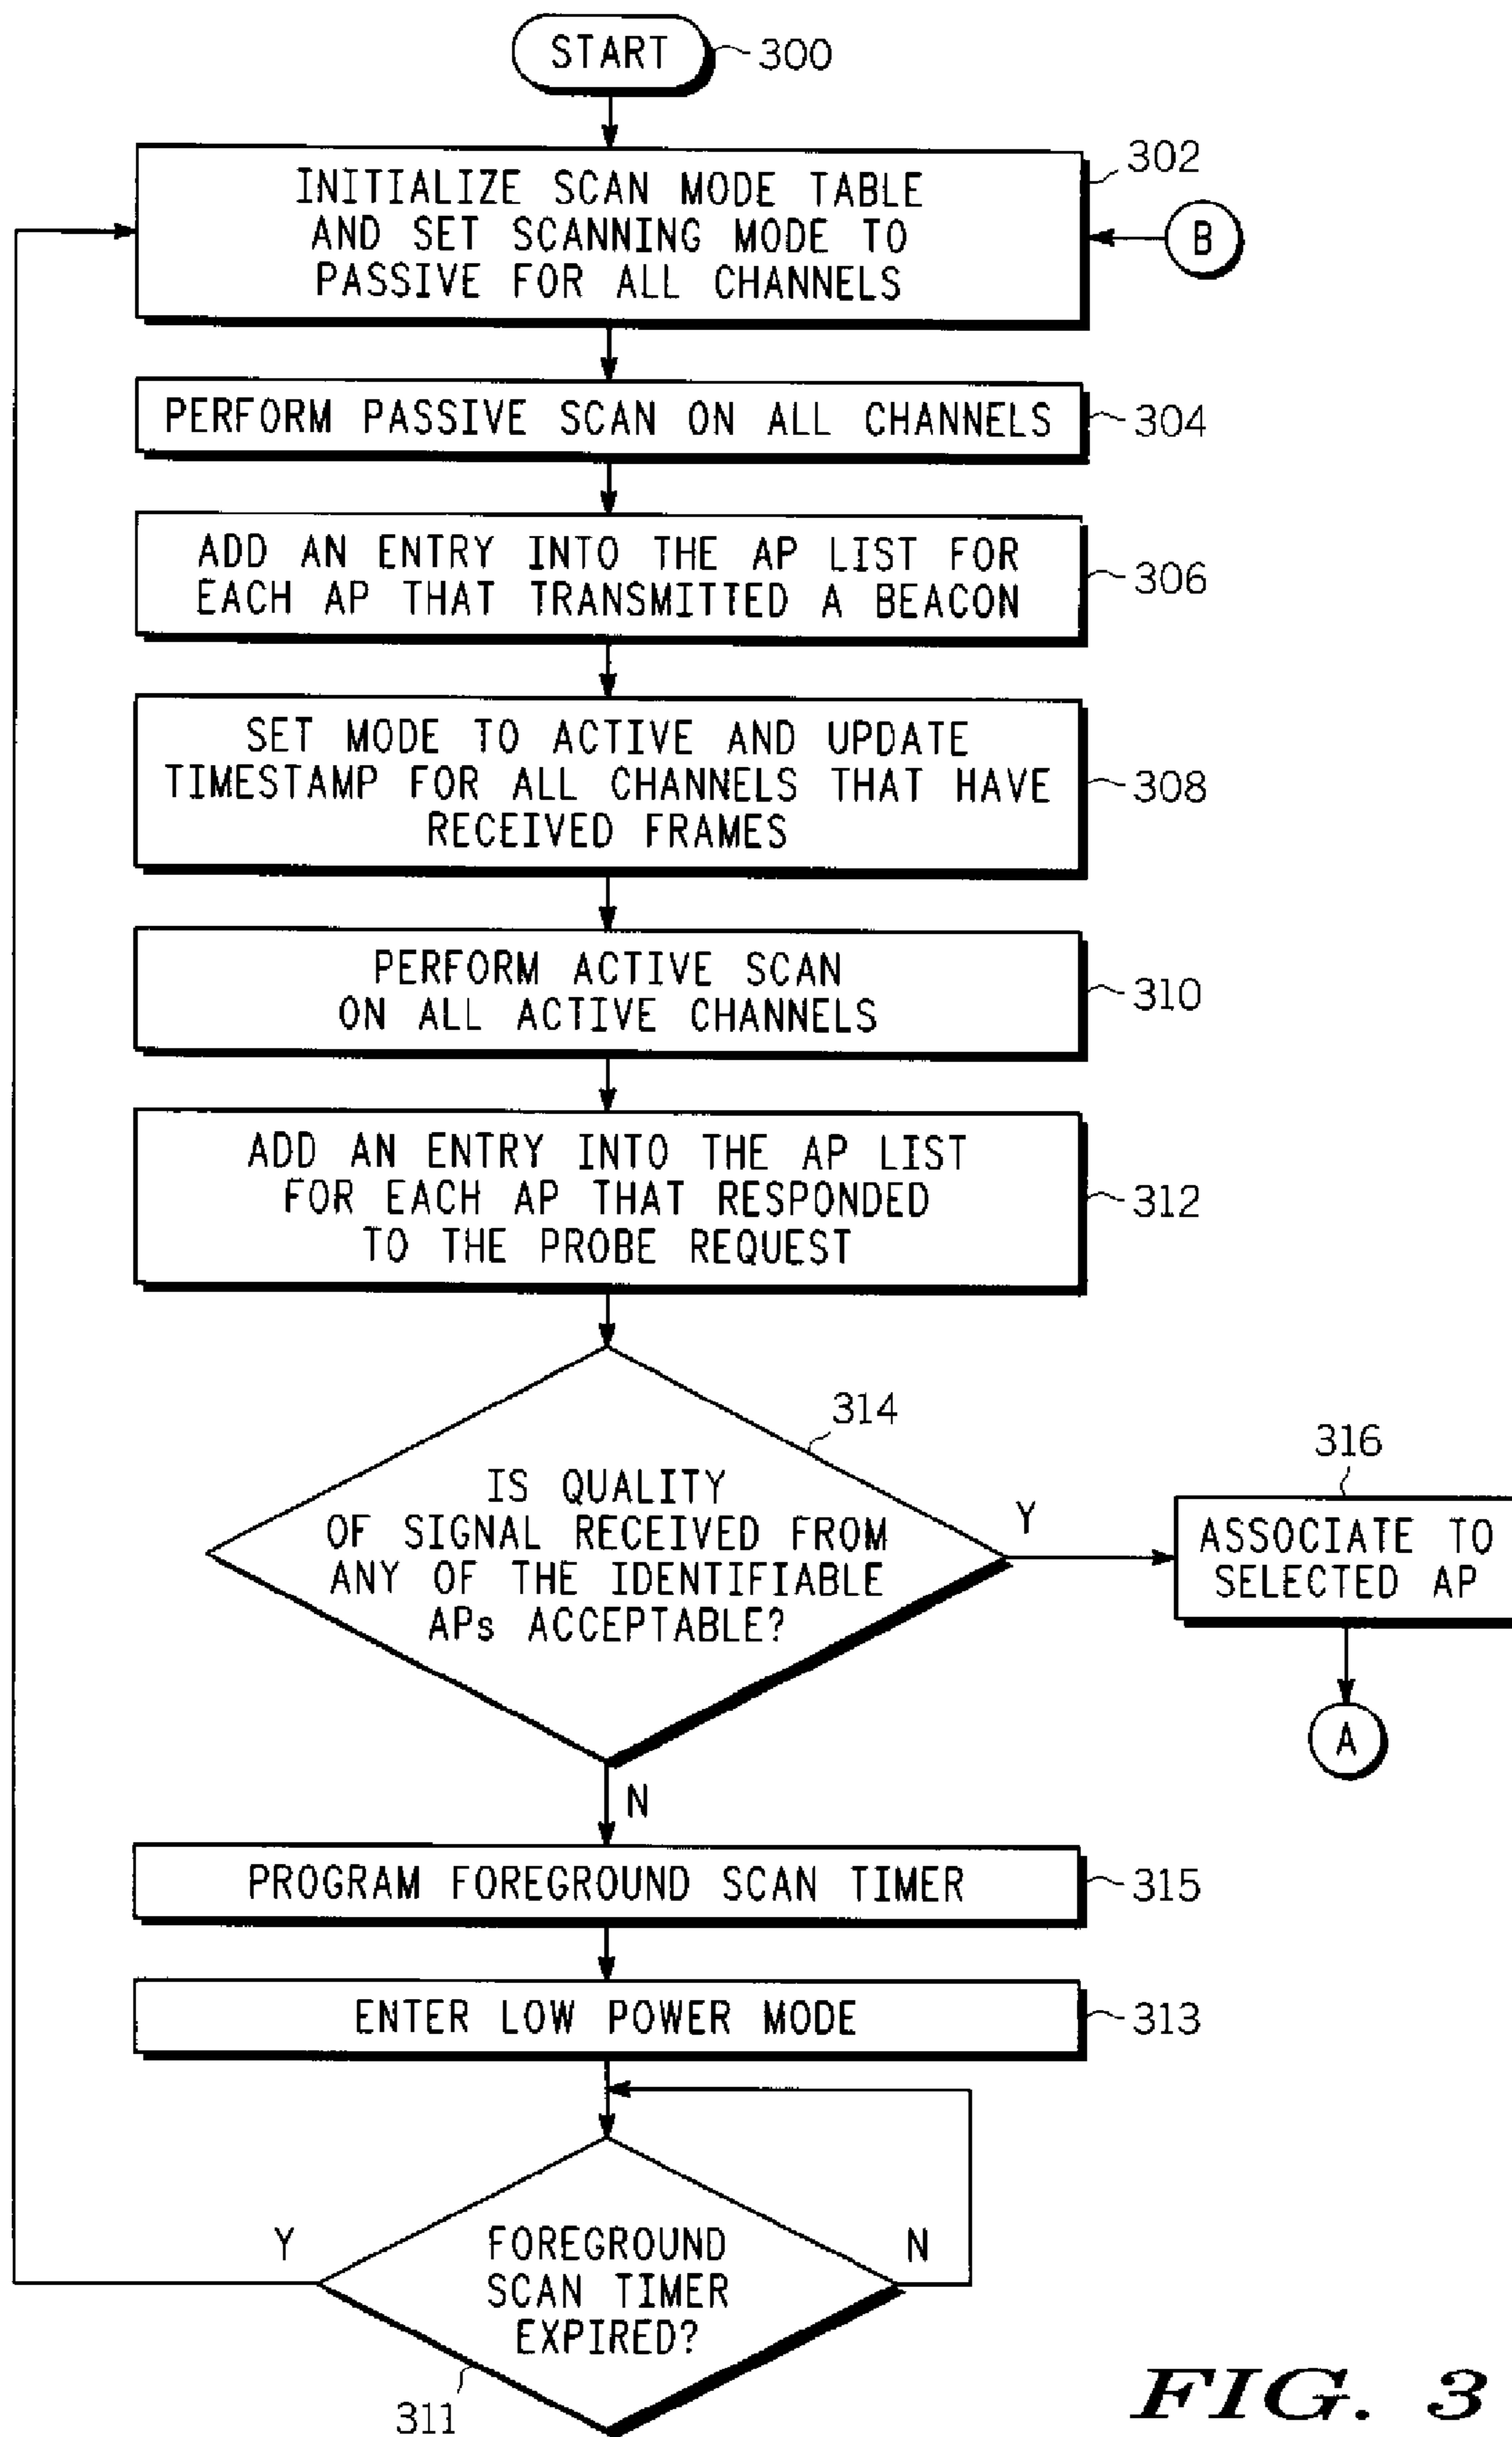 START
300
302
INITIALIZE SCAN MODE TABLE
AND SET SCANNING MODE TO
PASSIVE FOR ALL CHANNELS
B
PERFORM PASSIVE SCAN ON ALL CHANNELS
304
ADD AN ENTRY INTO THE AP LIST FOR
EACH AP THAT TRANSMITTED A BEACON
306
SET MODE TO ACTIVE AND UPDATE
TIMESTAMP FOR ALL CHANNELS THAT HAVE
RECEIVED FRAMES
308
PERFORM ACTIVE SCAN
ON ALL ACTIVE CHANNELS
310
ADD AN ENTRY INTO THE AP LIST
FOR EACH AP THAT RESPONDED
TO THE PROBE REQUEST
312
314
IS QUALITY
OF SIGNAL RECEIVED FROM
ANY OF THE IDENTIFIABLE
APs ACCEPTABLE?
Y
316
ASSOCIATE TO
SELECTED AP
A
N
PROGRAM FOREGROUND SCAN TIMER
315
ENTER LOW POWER MODE
313
Y
FOREGROUND
SCAN TIMER
EXPIRED?
N
311
FIG. 3